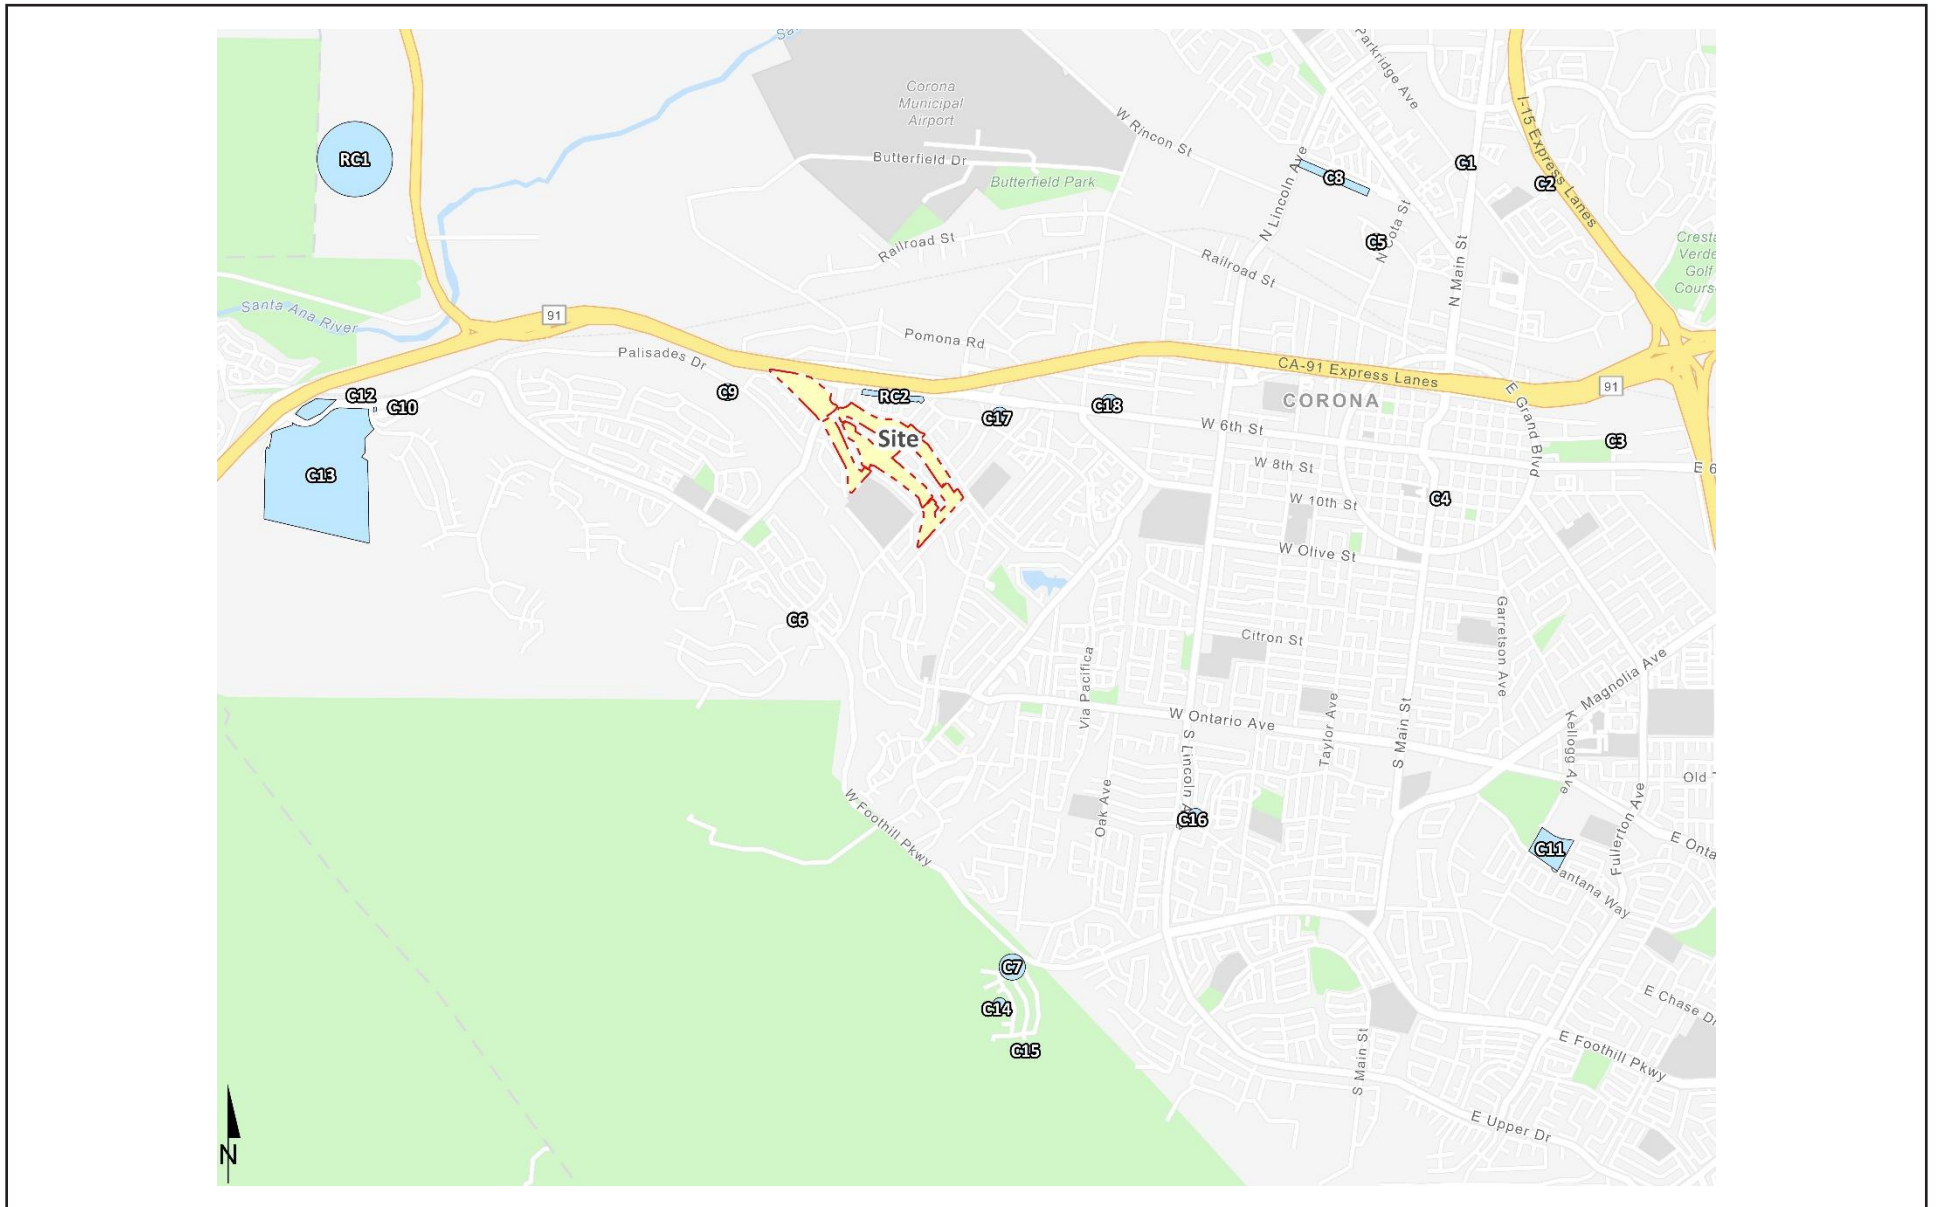 Corona
Municipal
Airport
Parkridge Ave
I-15 Express Lanes
W Rincon St
RC1
Butterfield Dr
Butterfield Park
N Lincoln Ave
C8
C1
C2
N Cota St
C5
Railroad St
Railroad St
N Main St
Verde
Golf
Santa Ana River
91
Pomona Rd
Palisades Dr
CA-91 Express Lanes
91
C9
RC2
C12
C10
C17
C18
CORONA
E Grand Blvd
W 6th St
Site
C3
C13
W 8th St
E 6
W 10th St
C4
W Olive St
C6
Citron St
Garretson Ave
Via Pacifica
Magnolia Ave
W Ontario Ave
Taylor Ave
S Main St
Kellogg Ave
S Lincoln
Old
W Foothill Pkwy
Oak Ave
C16
Fullerton Ave
C11
E Onta
Santana Way
C7
C14
C15
E Chase Dr
E Foothill Pkwy
S Main St
E Upper Dr
N